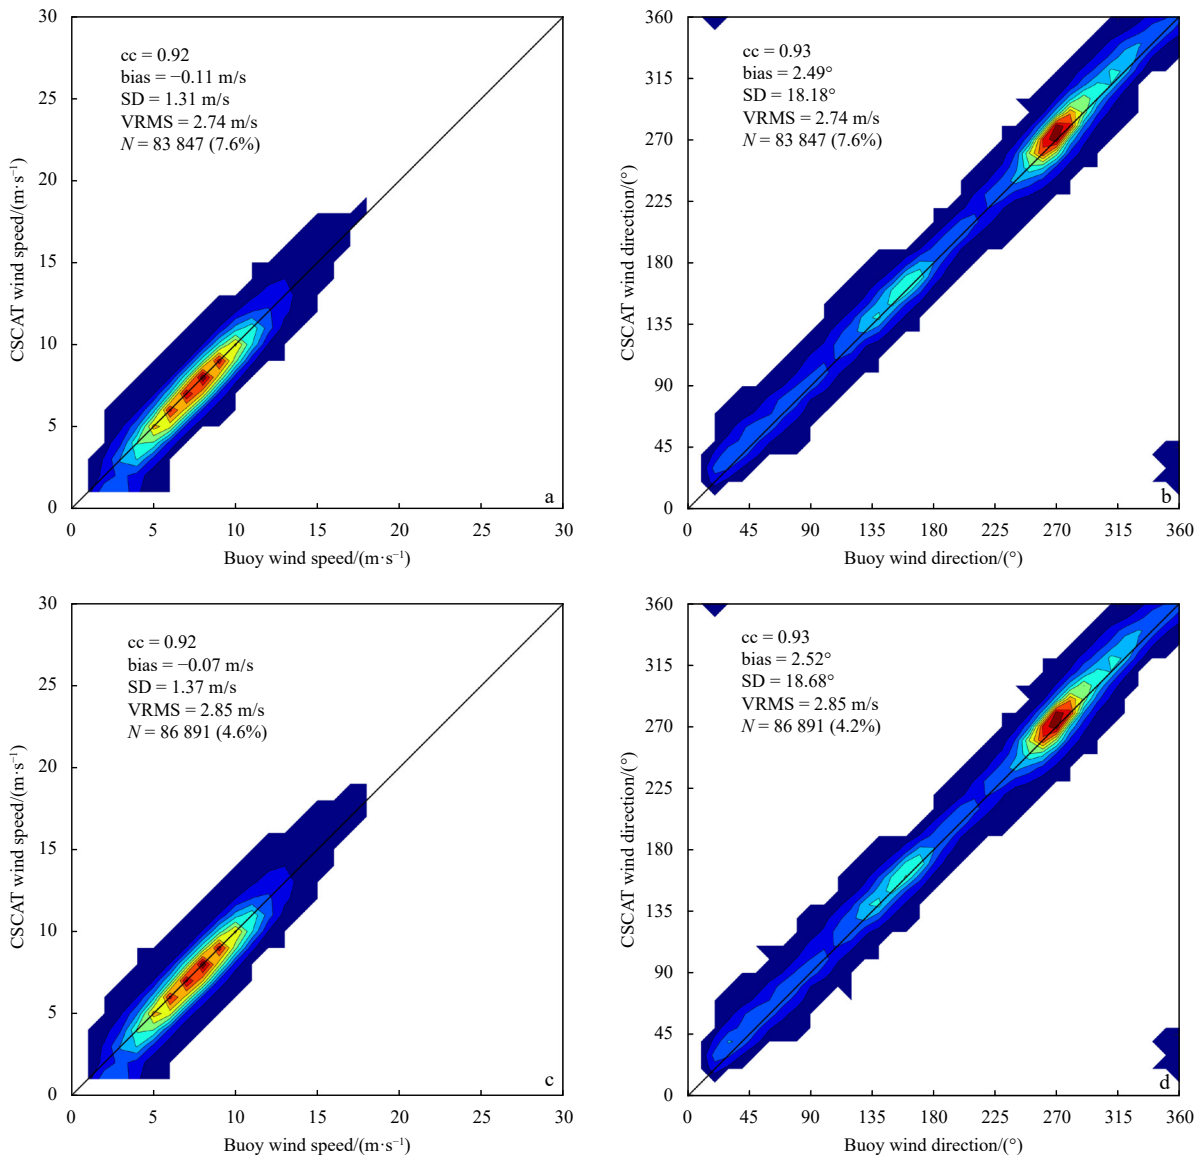 cc = 0.92
bias = −0.11 m/s
SD = 1.31 m/s
VRMS = 2.74 m/s
N = 83 847 (7.6%)
CSCAT wind speed/(m·s⁻¹)
30
25
20
15
10
5
0
a
0 5 10 15 20 25 30
Buoy wind speed/(m·s⁻¹)
cc = 0.93
bias = 2.49°
SD = 18.18°
VRMS = 2.74 m/s
N = 83 847 (7.6%)
CSCAT wind direction/(°)
360
315
270
225
180
135
90
45
0
b
0 45 90 135 180 225 270 315 360
Buoy wind direction/(°)
cc = 0.92
bias = −0.07 m/s
SD = 1.37 m/s
VRMS = 2.85 m/s
N = 86 891 (4.6%)
CSCAT wind speed/(m·s⁻¹)
30
25
20
15
10
5
0
c
0 5 10 15 20 25 30
Buoy wind speed/(m·s⁻¹)
cc = 0.93
bias = 2.52°
SD = 18.68°
VRMS = 2.85 m/s
N = 86 891 (4.2%)
CSCAT wind direction/(°)
360
315
270
225
180
135
90
45
0
d
0 45 90 135 180 225 270 315 360
Buoy wind direction/(°)